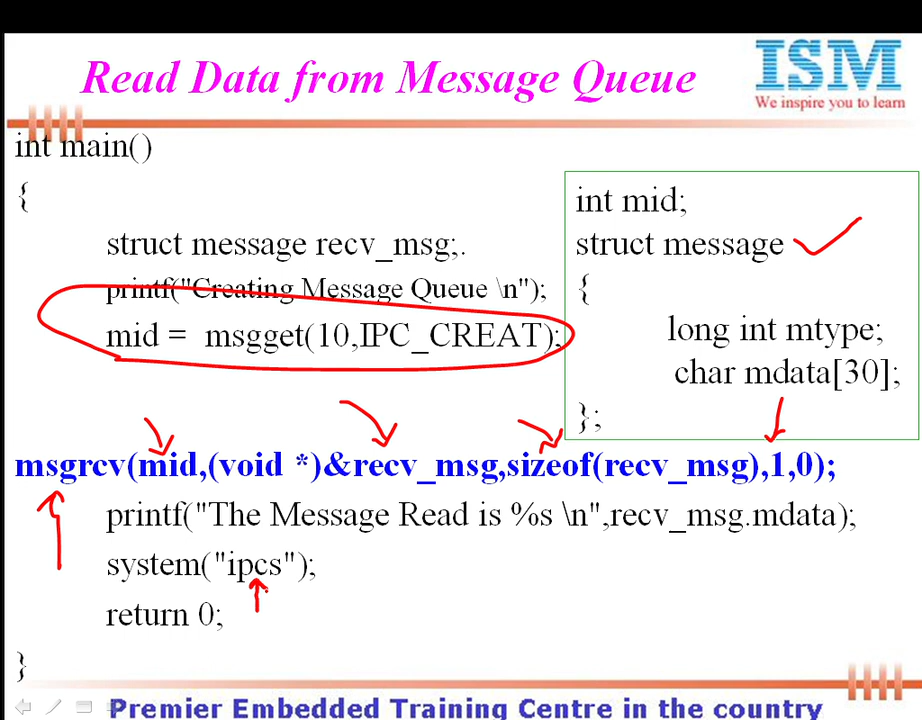 Read Data from Message Queue
ISM
We inspire you to learn
int main()
{
struct message recv_msg;.
printf("Creating Message Queue \n");
mid = msgget(10,IPC_CREAT);
int mid;
struct message
{
long int mtype;
char mdata[30];
};
msgrcv(mid,(void *)&recv_msg,sizeof(recv_msg),1,0);
printf("The Message Read is %s \n",recv_msg.mdata);
system("ipcs");
return 0;
}
Premier Embedded Training Centre in the country